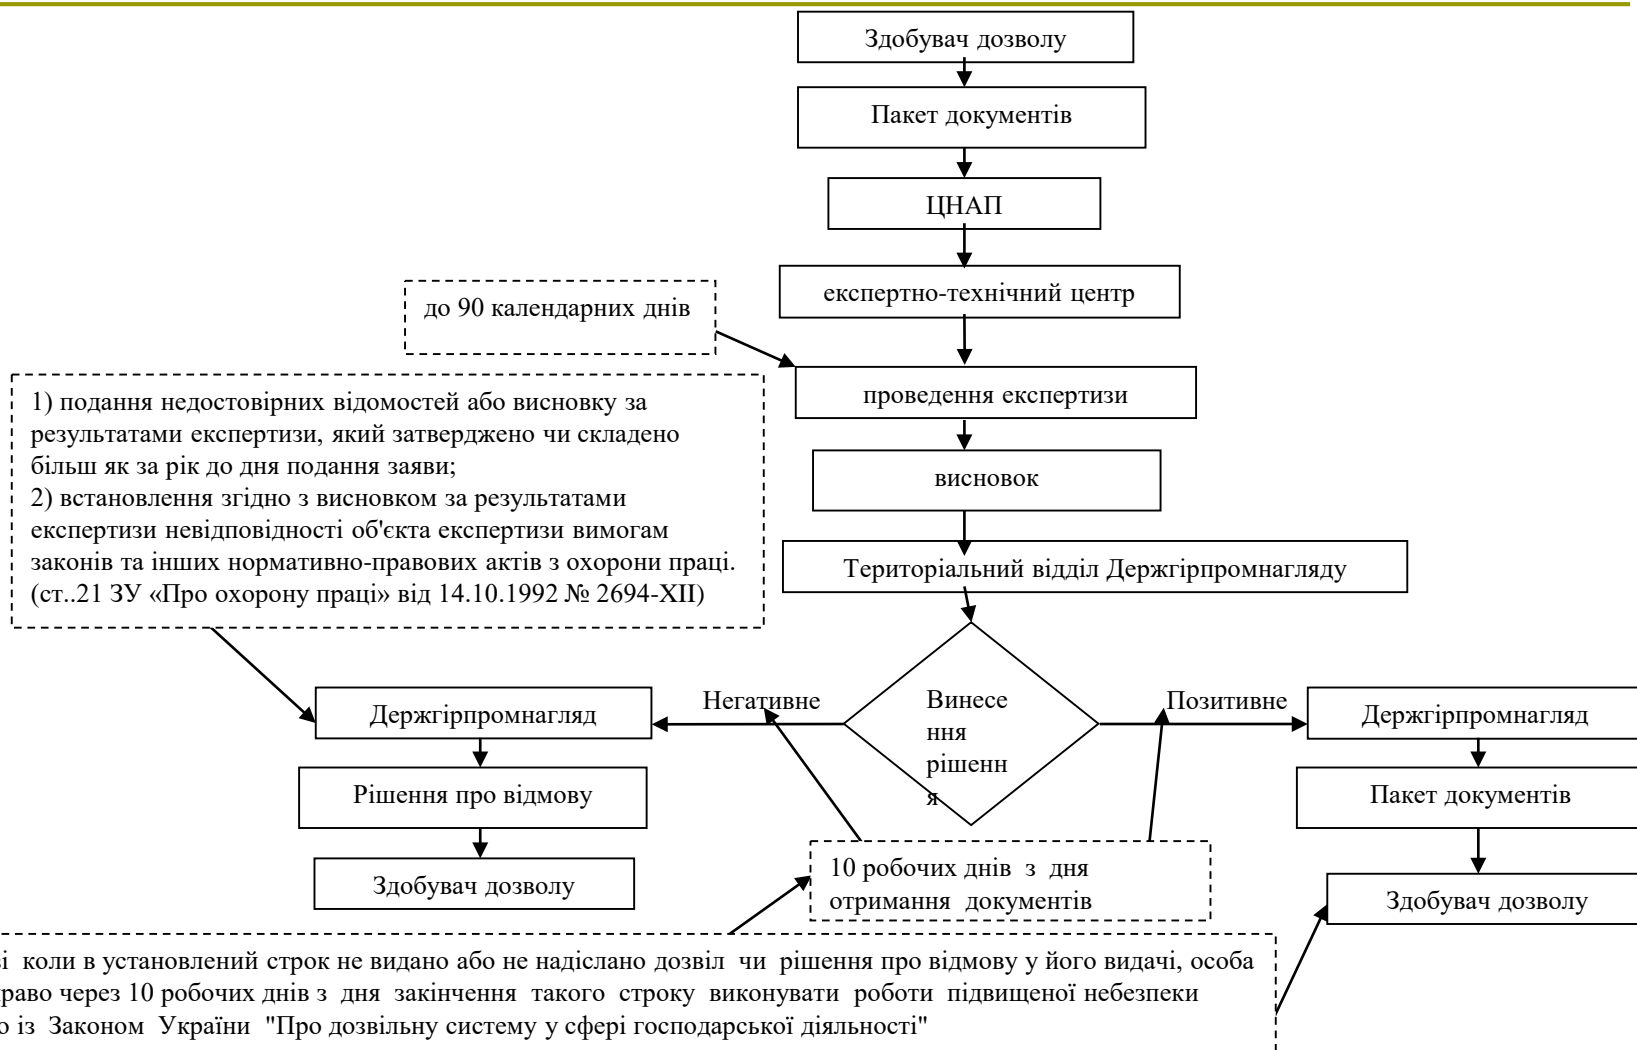 Здобувач дозволу
Пакет документів
ЦНАП
експертно-технічний центр
до 90 календарних днів
проведення експертизи
1) подання недостовірних відомостей або висновку за
результатами експертизи, який затверджено чи складено
більш як за рік до дня подання заяви;
2) встановлення згідно з висновком за результатами
експертизи невідповідності об'єкта експертизи вимогам
законів та інших нормативно-правових актів з охорони праці.
(ст..21 ЗУ «Про охорону праці» від 14.10.1992 № 2694-XII)
висновок
Територіальний відділ Держгірпромнагляду
Негативне
Винесе
ння
рішенн
я
Позитивне
Держгірпромнагляд
Рішення про відмову
Здобувач дозволу
Держгірпромнагляд
Пакет документів
Здобувач дозволу
10 робочих днів з дня
отримання документів
коли в установлений строк не видано або не надіслано дозвіл чи рішення про відмову у його видачі, особа
через 10 робочих днів з дня закінчення такого строку виконувати роботи підвищеної небезпеки
із Законом України "Про дозвільну систему у сфері господарської діяльності"